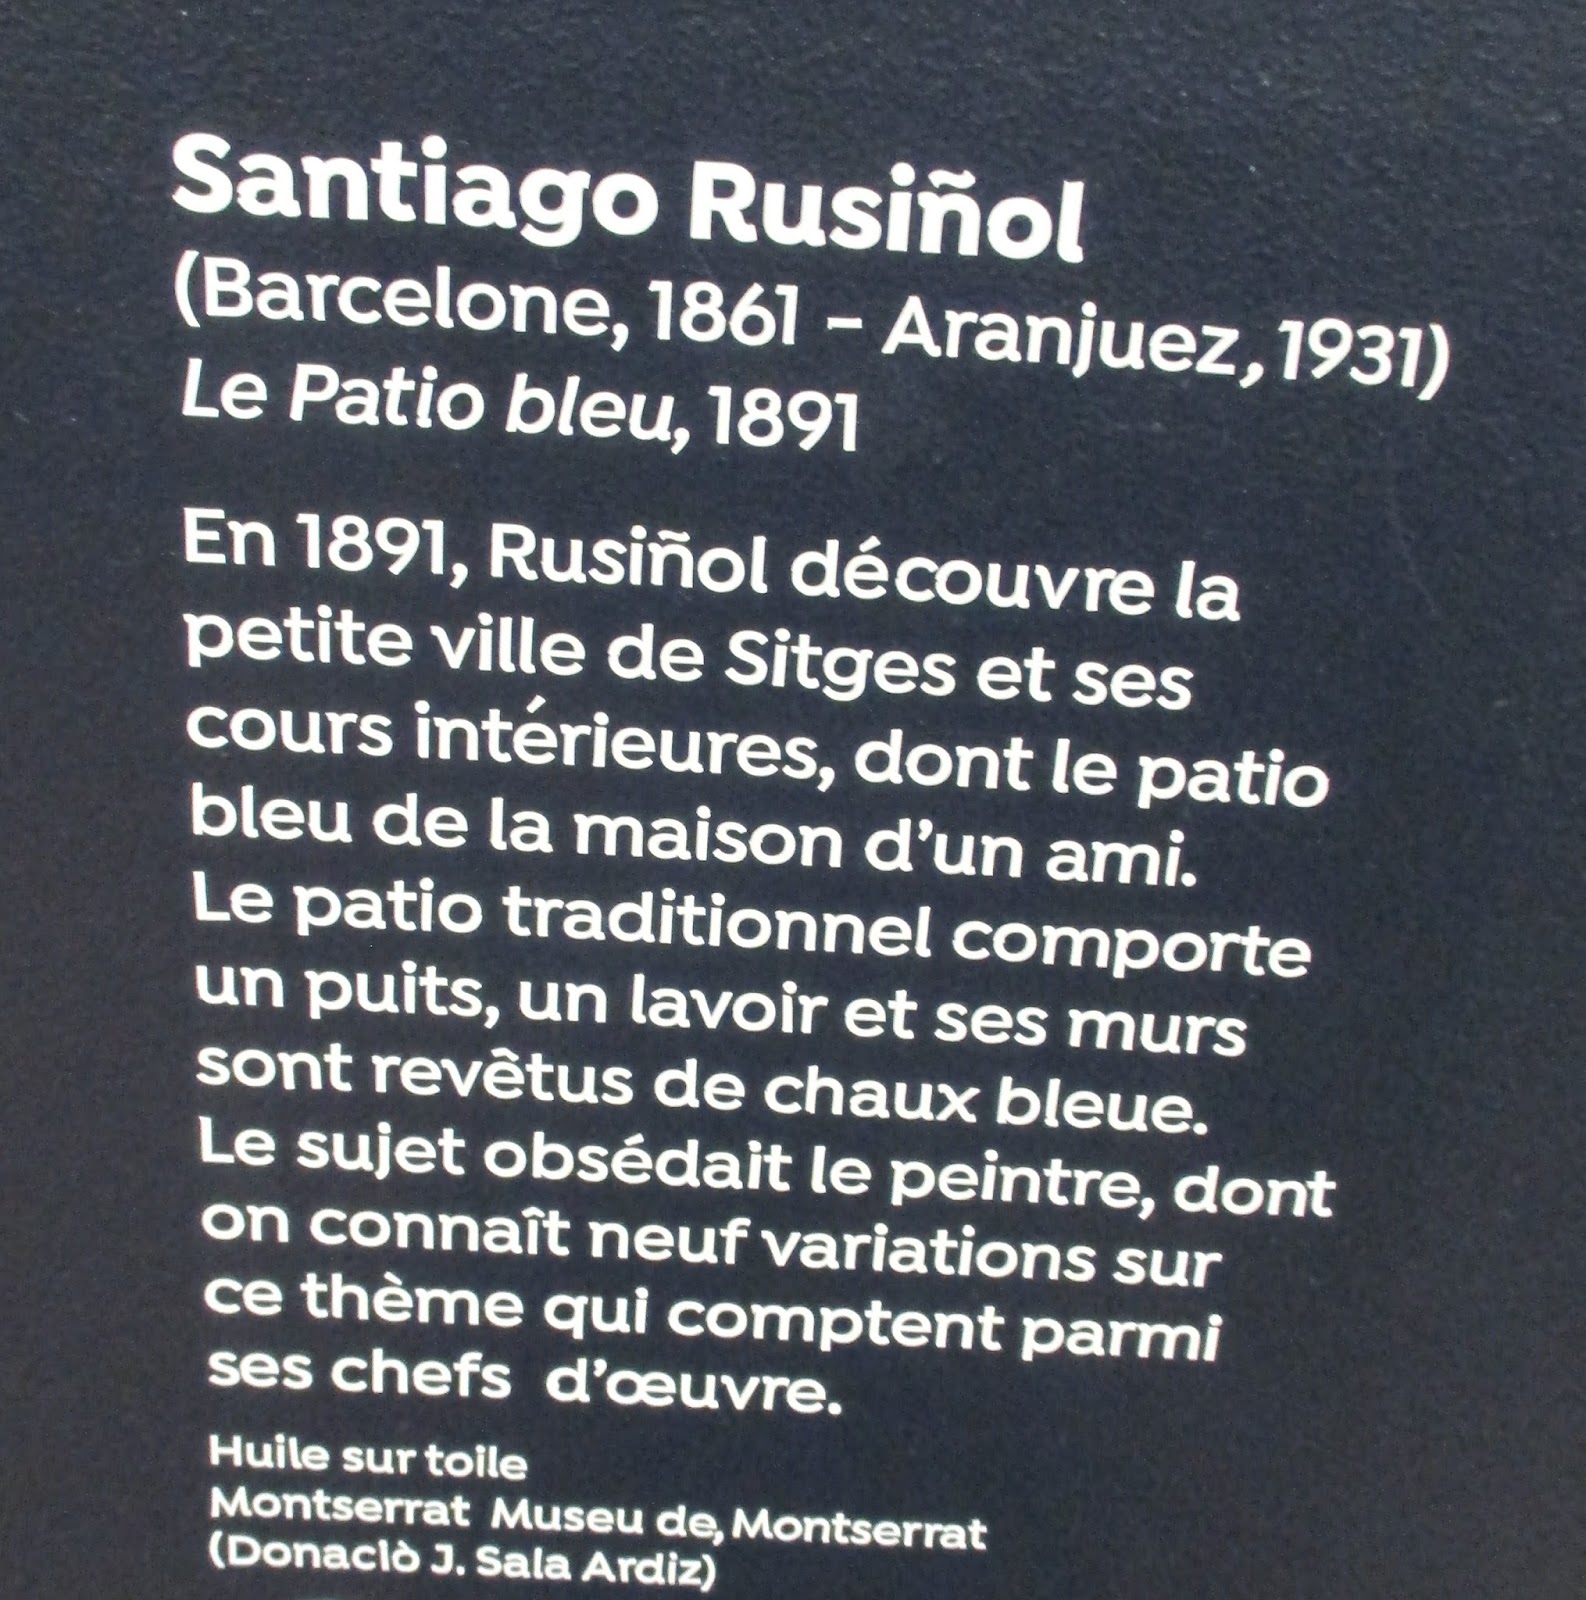 Santiago Rusiñol
(Barcelone, 1861 – Aranjuez, 1931)
Le Patio bleu, 1891
En 1891, Rusiñol découvre la
petite ville de Sitges et ses
cours intérieures, dont le patio
bleu de la maison d’un ami.
Le patio traditionnel comporte
un puits, un lavoir et ses murs
sont revêtus de chaux bleue.
Le sujet obsédait le peintre, dont
on connaît neuf variations sur
ce thème qui comptent parmi
ses chefs d’œuvre.
Huile sur toile
Montserrat Museu de, Montserrat
(Donaciò J. Sala Ardiz)